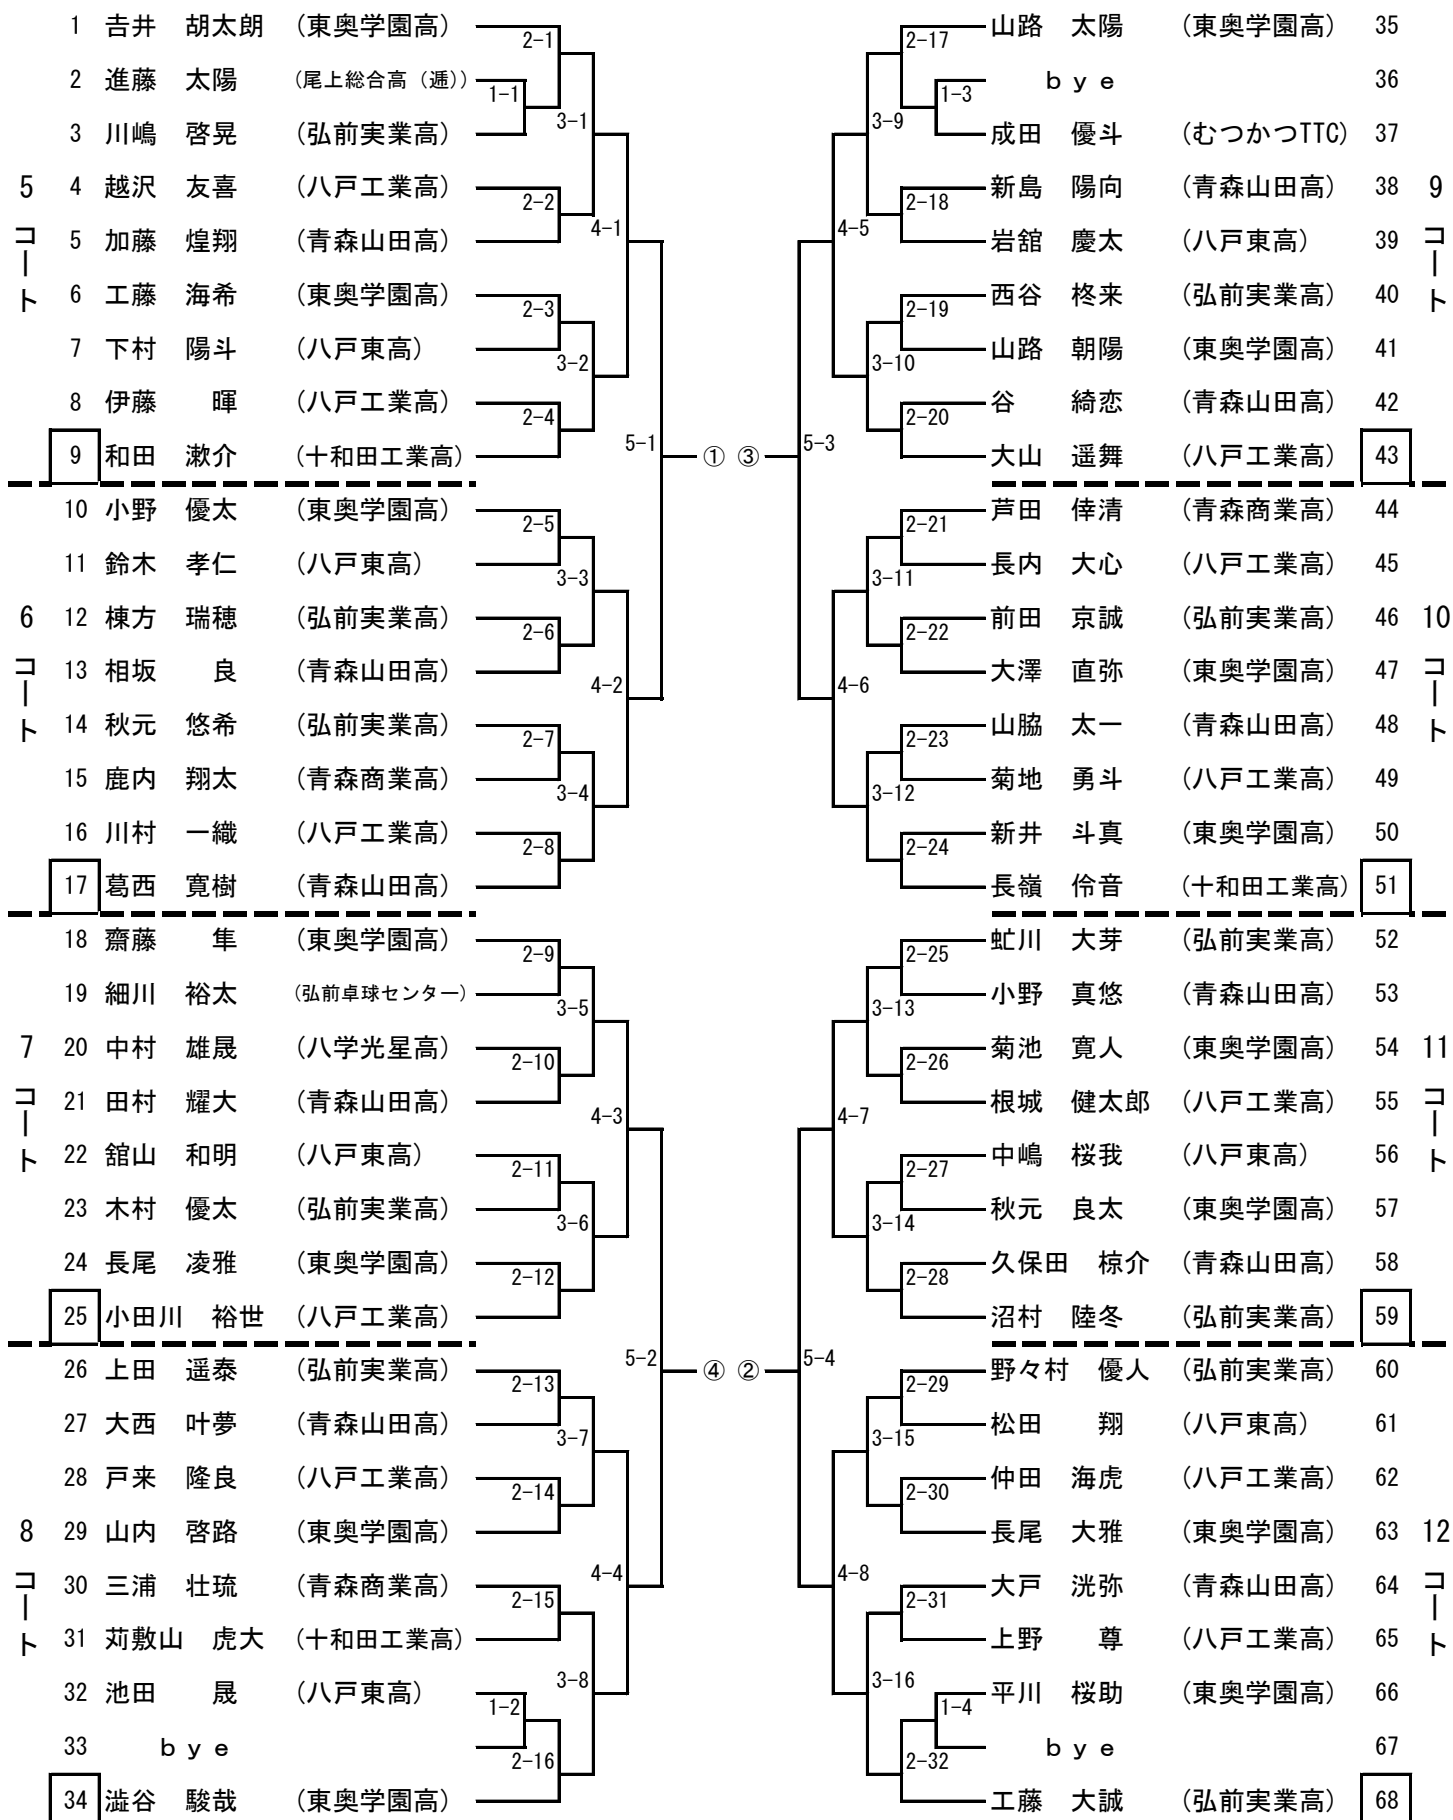 1 吉井 胡太朗 (東奥学園高)
2 進藤 太陽 (尾上総合高（通）)
3 川嶋 啓晃 (弘前実業高)
4 越沢 友喜 (八戸工業高)
5 加藤 煌翔 (青森山田高)
6 工藤 海希 (東奥学園高)
7 下村 陽斗 (八戸東高)
8 伊藤 暉 (八戸工業高)
9 和田 漱介 (十和田工業高)
5コート
10 小野 優太 (東奥学園高)
11 鈴木 孝仁 (八戸東高)
12 棟方 瑞穂 (弘前実業高)
13 相坂 良 (青森山田高)
14 秋元 悠希 (弘前実業高)
15 鹿内 翔太 (青森商業高)
16 川村 一織 (八戸工業高)
17 葛西 寛樹 (青森山田高)
6コート
18 齋藤 隼 (東奥学園高)
19 細川 裕太 (弘前卓球センター)
20 中村 雄晟 (八学光星高)
21 田村 耀大 (青森山田高)
22 舘山 和明 (八戸東高)
23 木村 優太 (弘前実業高)
24 長尾 凌雅 (東奥学園高)
25 小田川 裕世 (八戸工業高)
7コート
26 上田 遥泰 (弘前実業高)
27 大西 叶夢 (青森山田高)
28 戸来 隆良 (八戸工業高)
29 山内 啓路 (東奥学園高)
30 三浦 壮琉 (青森商業高)
31 苅敷山 虎大 (十和田工業高)
32 池田 晟 (八戸東高)
33 ｂｙｅ
34 澁谷 駿哉 (東奥学園高)
8コート
1-1
1-2
2-1
2-2
2-3
2-4
2-5
2-6
2-7
2-8
2-9
2-10
2-11
2-12
2-13
2-14
2-15
2-16
3-1
3-2
3-3
3-4
3-5
3-6
3-7
3-8
4-1
4-2
4-3
4-4
5-1
5-2
① ③
④ ②
5-3
5-4
4-5
4-6
4-7
4-8
3-9
3-10
3-11
3-12
3-13
3-14
3-15
3-16
2-17
2-18
2-19
2-20
2-21
2-22
2-23
2-24
2-25
2-26
2-27
2-28
2-29
2-30
2-31
2-32
1-3
1-4
山路 太陽 (東奥学園高) 35
ｂｙｅ 36
成田 優斗 (むつかつTTC) 37
新島 陽向 (青森山田高) 38
岩舘 慶太 (八戸東高) 39
西谷 柊来 (弘前実業高) 40
山路 朝陽 (東奥学園高) 41
谷 綺恋 (青森山田高) 42
大山 遥舞 (八戸工業高) 43
9コート
芦田 倖清 (青森商業高) 44
長内 大心 (八戸工業高) 45
前田 京誠 (弘前実業高) 46
大澤 直弥 (東奥学園高) 47
山脇 太一 (青森山田高) 48
菊地 勇斗 (八戸工業高) 49
新井 斗真 (東奥学園高) 50
長嶺 伶音 (十和田工業高) 51
10コート
虻川 大芽 (弘前実業高) 52
小野 真悠 (青森山田高) 53
菊池 寛人 (東奥学園高) 54
根城 健太郎 (八戸工業高) 55
中嶋 桜我 (八戸東高) 56
秋元 良太 (東奥学園高) 57
久保田 椋介 (青森山田高) 58
沼村 陸冬 (弘前実業高) 59
11コート
野々村 優人 (弘前実業高) 60
松田 翔 (八戸東高) 61
仲田 海虎 (八戸工業高) 62
長尾 大雅 (東奥学園高) 63
大戸 洸弥 (青森山田高) 64
上野 尊 (八戸工業高) 65
平川 桜助 (東奥学園高) 66
ｂｙｅ 67
工藤 大誠 (弘前実業高) 68
12コート